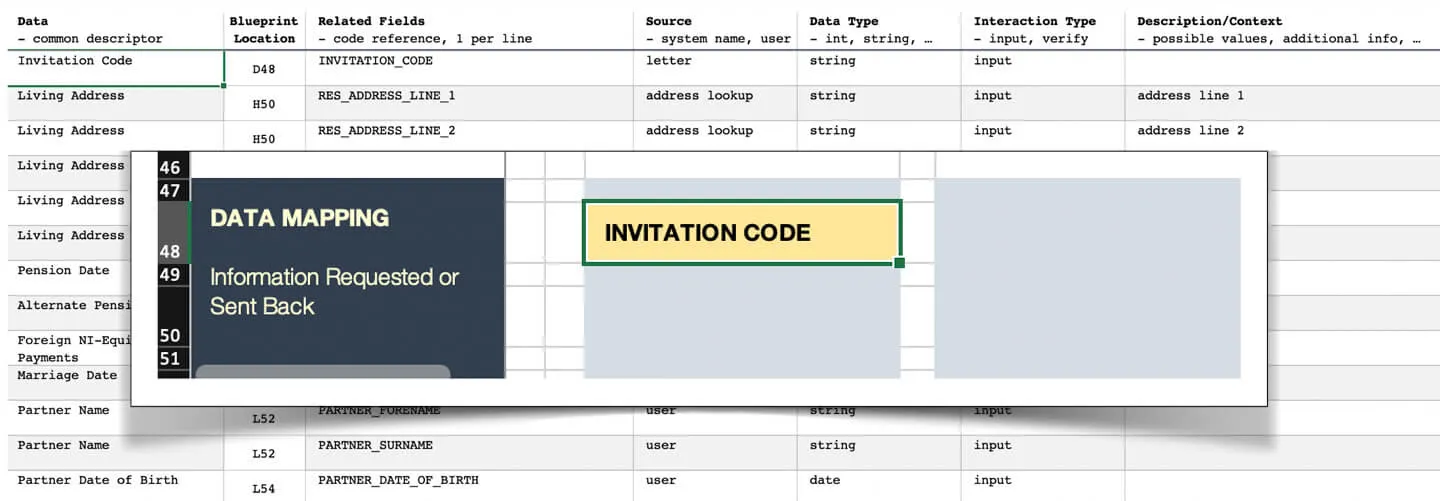 Data Blueprint Related Fields Source Data Type Interaction Type Description/Context
- common descriptor Location - code reference, 1 per line - system name, user - int, string, … - input, verify - possible values, additional info, …
Invitation Code D48 INVITATION_CODE letter string input
Living Address H50 RES_ADDRESS_LINE_1 address lookup string input address line 1
Living Address H50 RES_ADDRESS_LINE_2 address lookup string input address line 2
Living Address
Living Address
Living Address
Pension Date
Alternate Pensi
Foreign NI-Equi
Payments
Marriage Date
46
47
DATA MAPPING
INVITATION CODE
48
49
Information Requested or
Sent Back
50
51
Partner Name L52 PARTNER_FORENAME user string input
Partner Name L52 PARTNER_SURNAME user string input
Partner Date of Birth L54 PARTNER_DATE_OF_BIRTH user date input